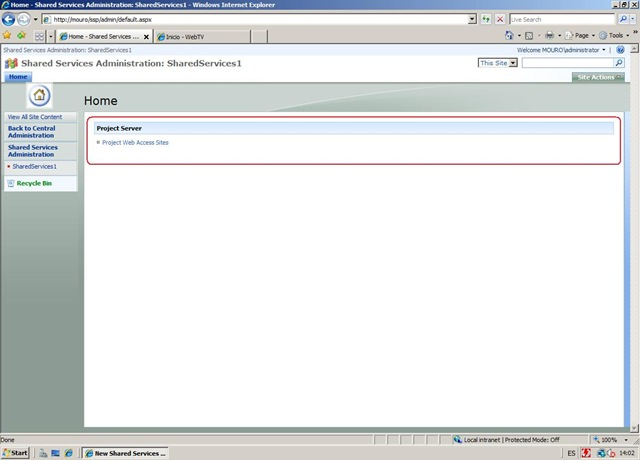 Home - Shared Services Administration: SharedServices1 - Windows Internet Explorer
http://mouro/ssp/admin/default.aspx
Live Search
Home - Shared Services ...
Inicio - WebTV
Page
Tools
Shared Services Administration: SharedServices1
Welcome MOURO\administrator
Shared Services Administration: SharedServices1
This Site
Home
Site Actions
Home
View All Site Content
Back to Central
Administration
Shared Services
Administration
SharedServices1
Recycle Bin
Project Server
Project Web Access Sites
Done
Local intranet | Protected Mode: Off
100%
Start
New Shared Services ...
ES
14:02